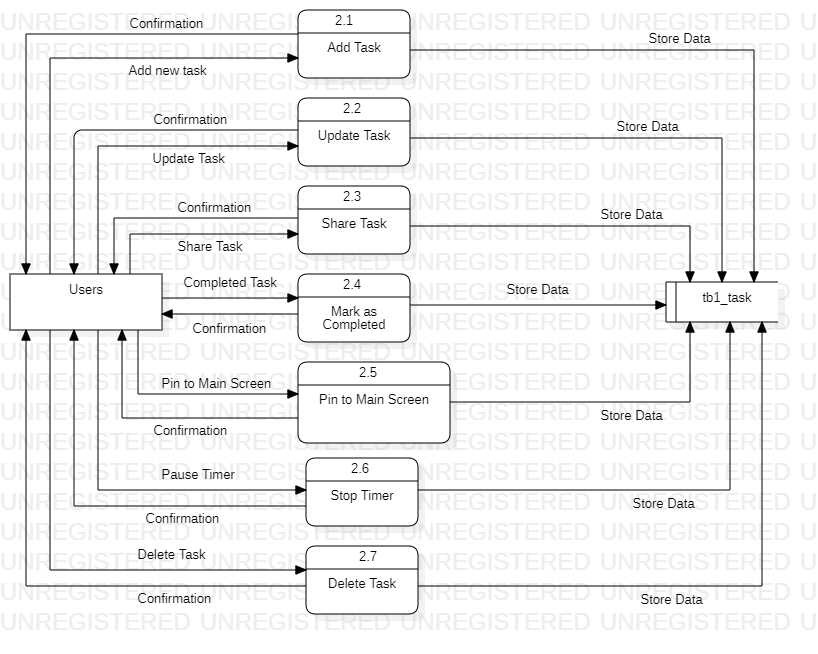 Confirmation
2.1
Add Task
Store Data
Add new task
Confirmation
2.2
Update Task
Store Data
Update Task
Confirmation
2.3
Share Task
Store Data
Share Task
Users
Completed Task
2.4
Mark as
Completed
Store Data
tb1_task
Confirmation
Pin to Main Screen
2.5
Pin to Main Screen
Store Data
Confirmation
Pause Timer
2.6
Stop Timer
Store Data
Confirmation
Delete Task
2.7
Delete Task
Store Data
Confirmation
UNREGISTERED